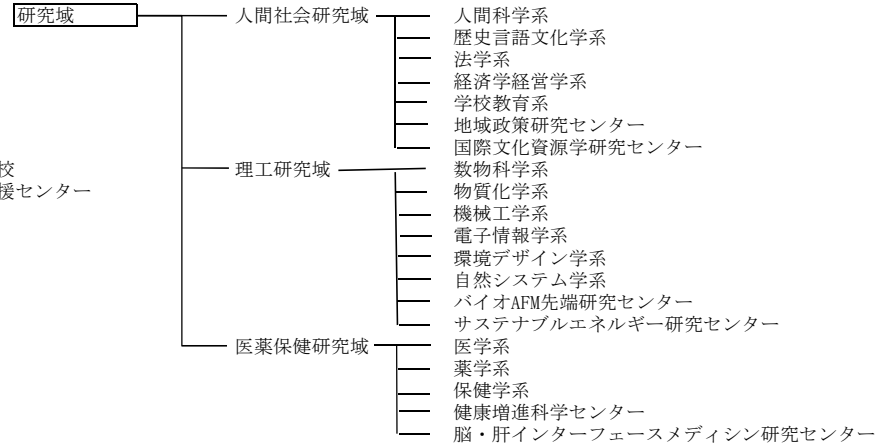 研究域
人間社会研究域
人間科学系
歴史言語文化学系
法学系
経済学経営学系
学校教育系
地域政策研究センター
国際文化資源学研究センター
校
援センター
理工研究域
数物科学系
物質化学系
機械工学系
電子情報学系
環境デザイン学系
自然システム学系
バイオAFM先端研究センター
サステナブルエネルギー研究センター
医薬保健研究域
医学系
薬学系
保健学系
健康増進科学センター
脳・肝インターフェースメディシン研究センター